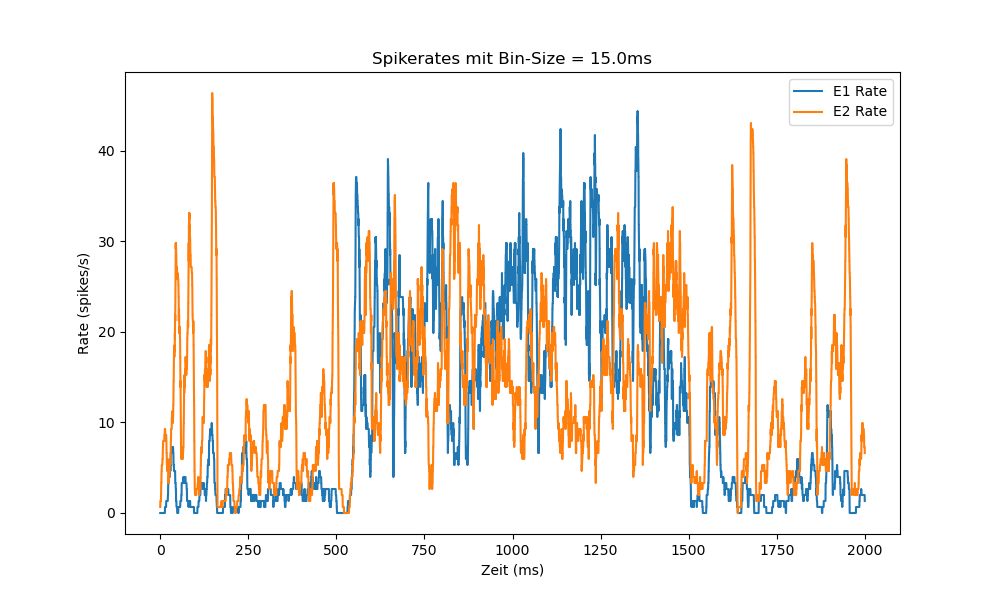 Spikerates mit Bin-Size = 15.0ms
E1 Rate
E2 Rate
Rate (spikes/s)
40
30
20
10
0
0 250 500 750 1000 1250 1500 1750 2000
Zeit (ms)